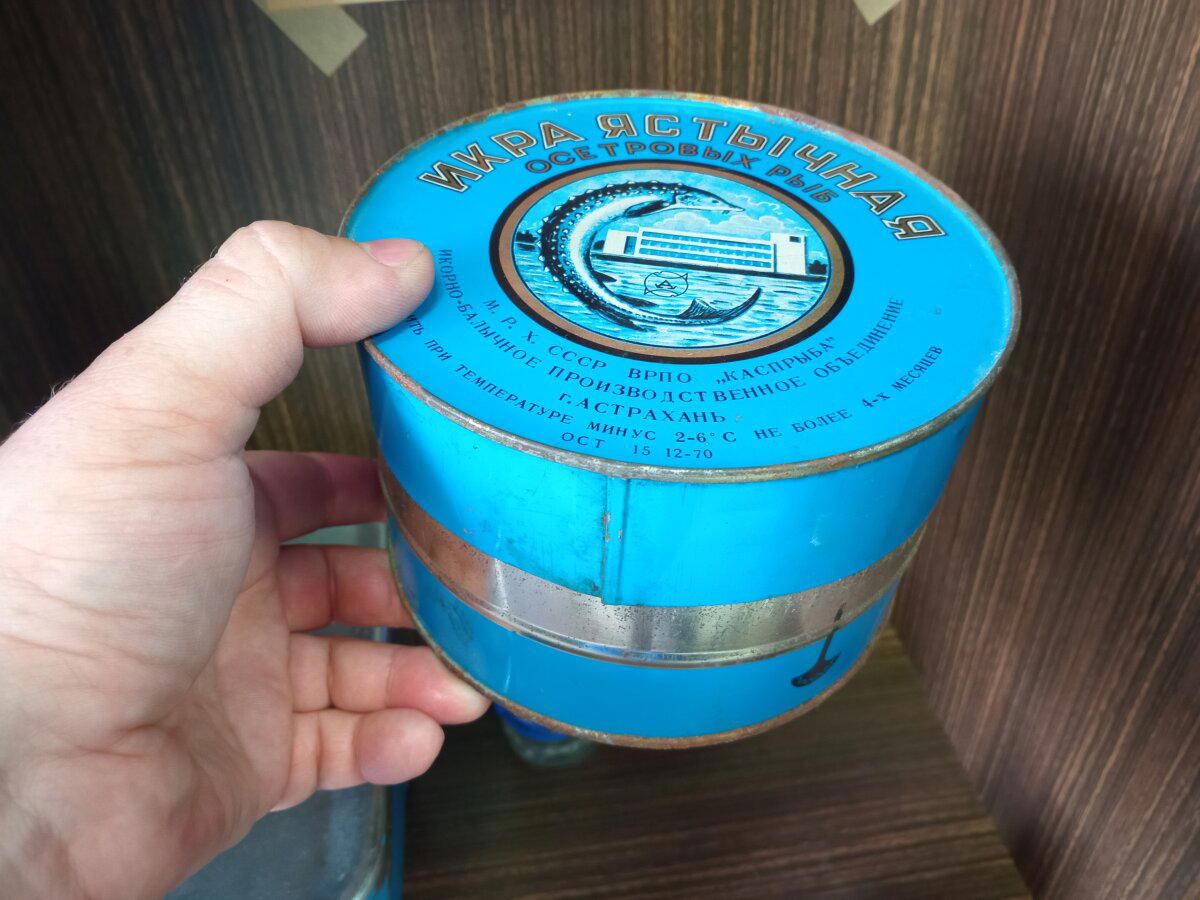 ИКРА ЯСТЫЧНАЯ
ОСЕТРОВЫХ РЫБ
М. Р. Х. СССР ВРПО „КАСПРЫБА"
ИКОРНО-БАЛЫЧНОЕ ПРОИЗВОДСТВЕННОЕ ОБЪЕДИНЕНИЕ
г. АСТРАХАНЬ
ИТЬ ПРИ ТЕМПЕРАТУРЕ МИНУС 2-6° С НЕ БОЛЕЕ 4-х МЕСЯЦЕВ
ОСТ 15 12-70